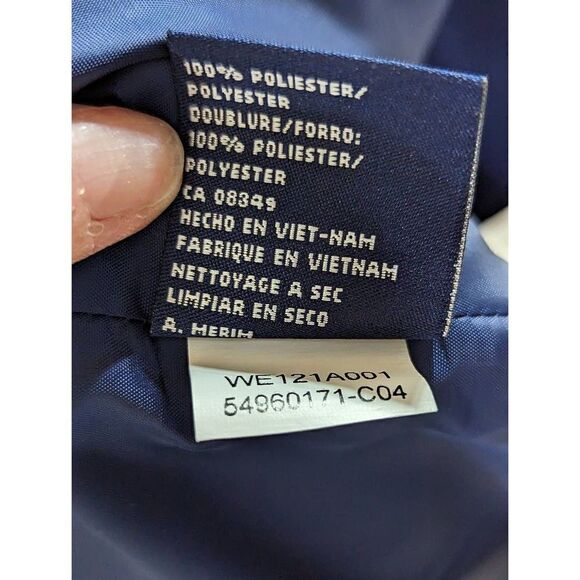 100% POLIESTER/
POLYESTER
DOUBLURE/FORRO:
100% POLIESTER/
POLYESTER
CA 08349
HECHO EN VIET-NAM
FABRIQUE EN VIETNAM
NETTOYAGE A SEC
LIMPIAR EN SECO
A.
WE121A001
54960171-C04